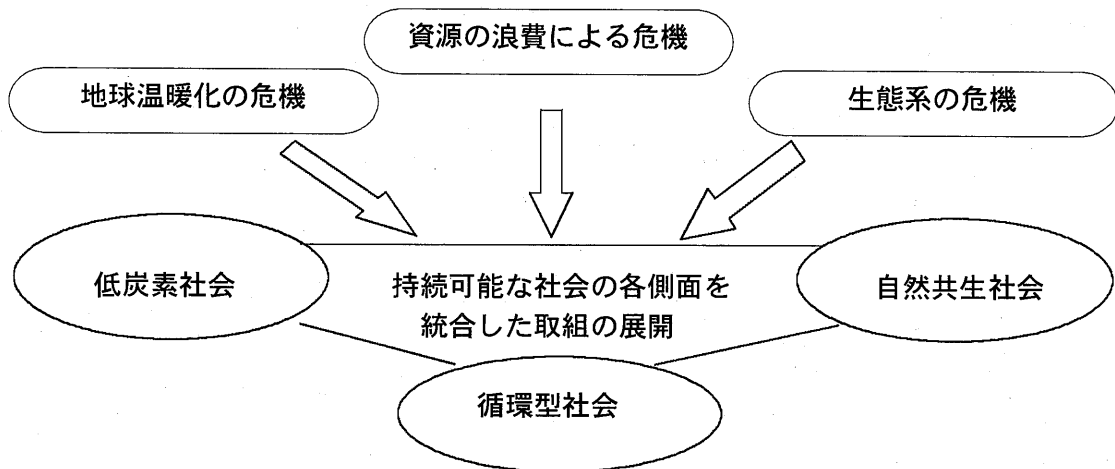 資源の浪費による危機
地球温暖化の危機
生態系の危機
低炭素社会
持続可能な社会の各側面を
統合した取組の展開
自然共生社会
循環型社会